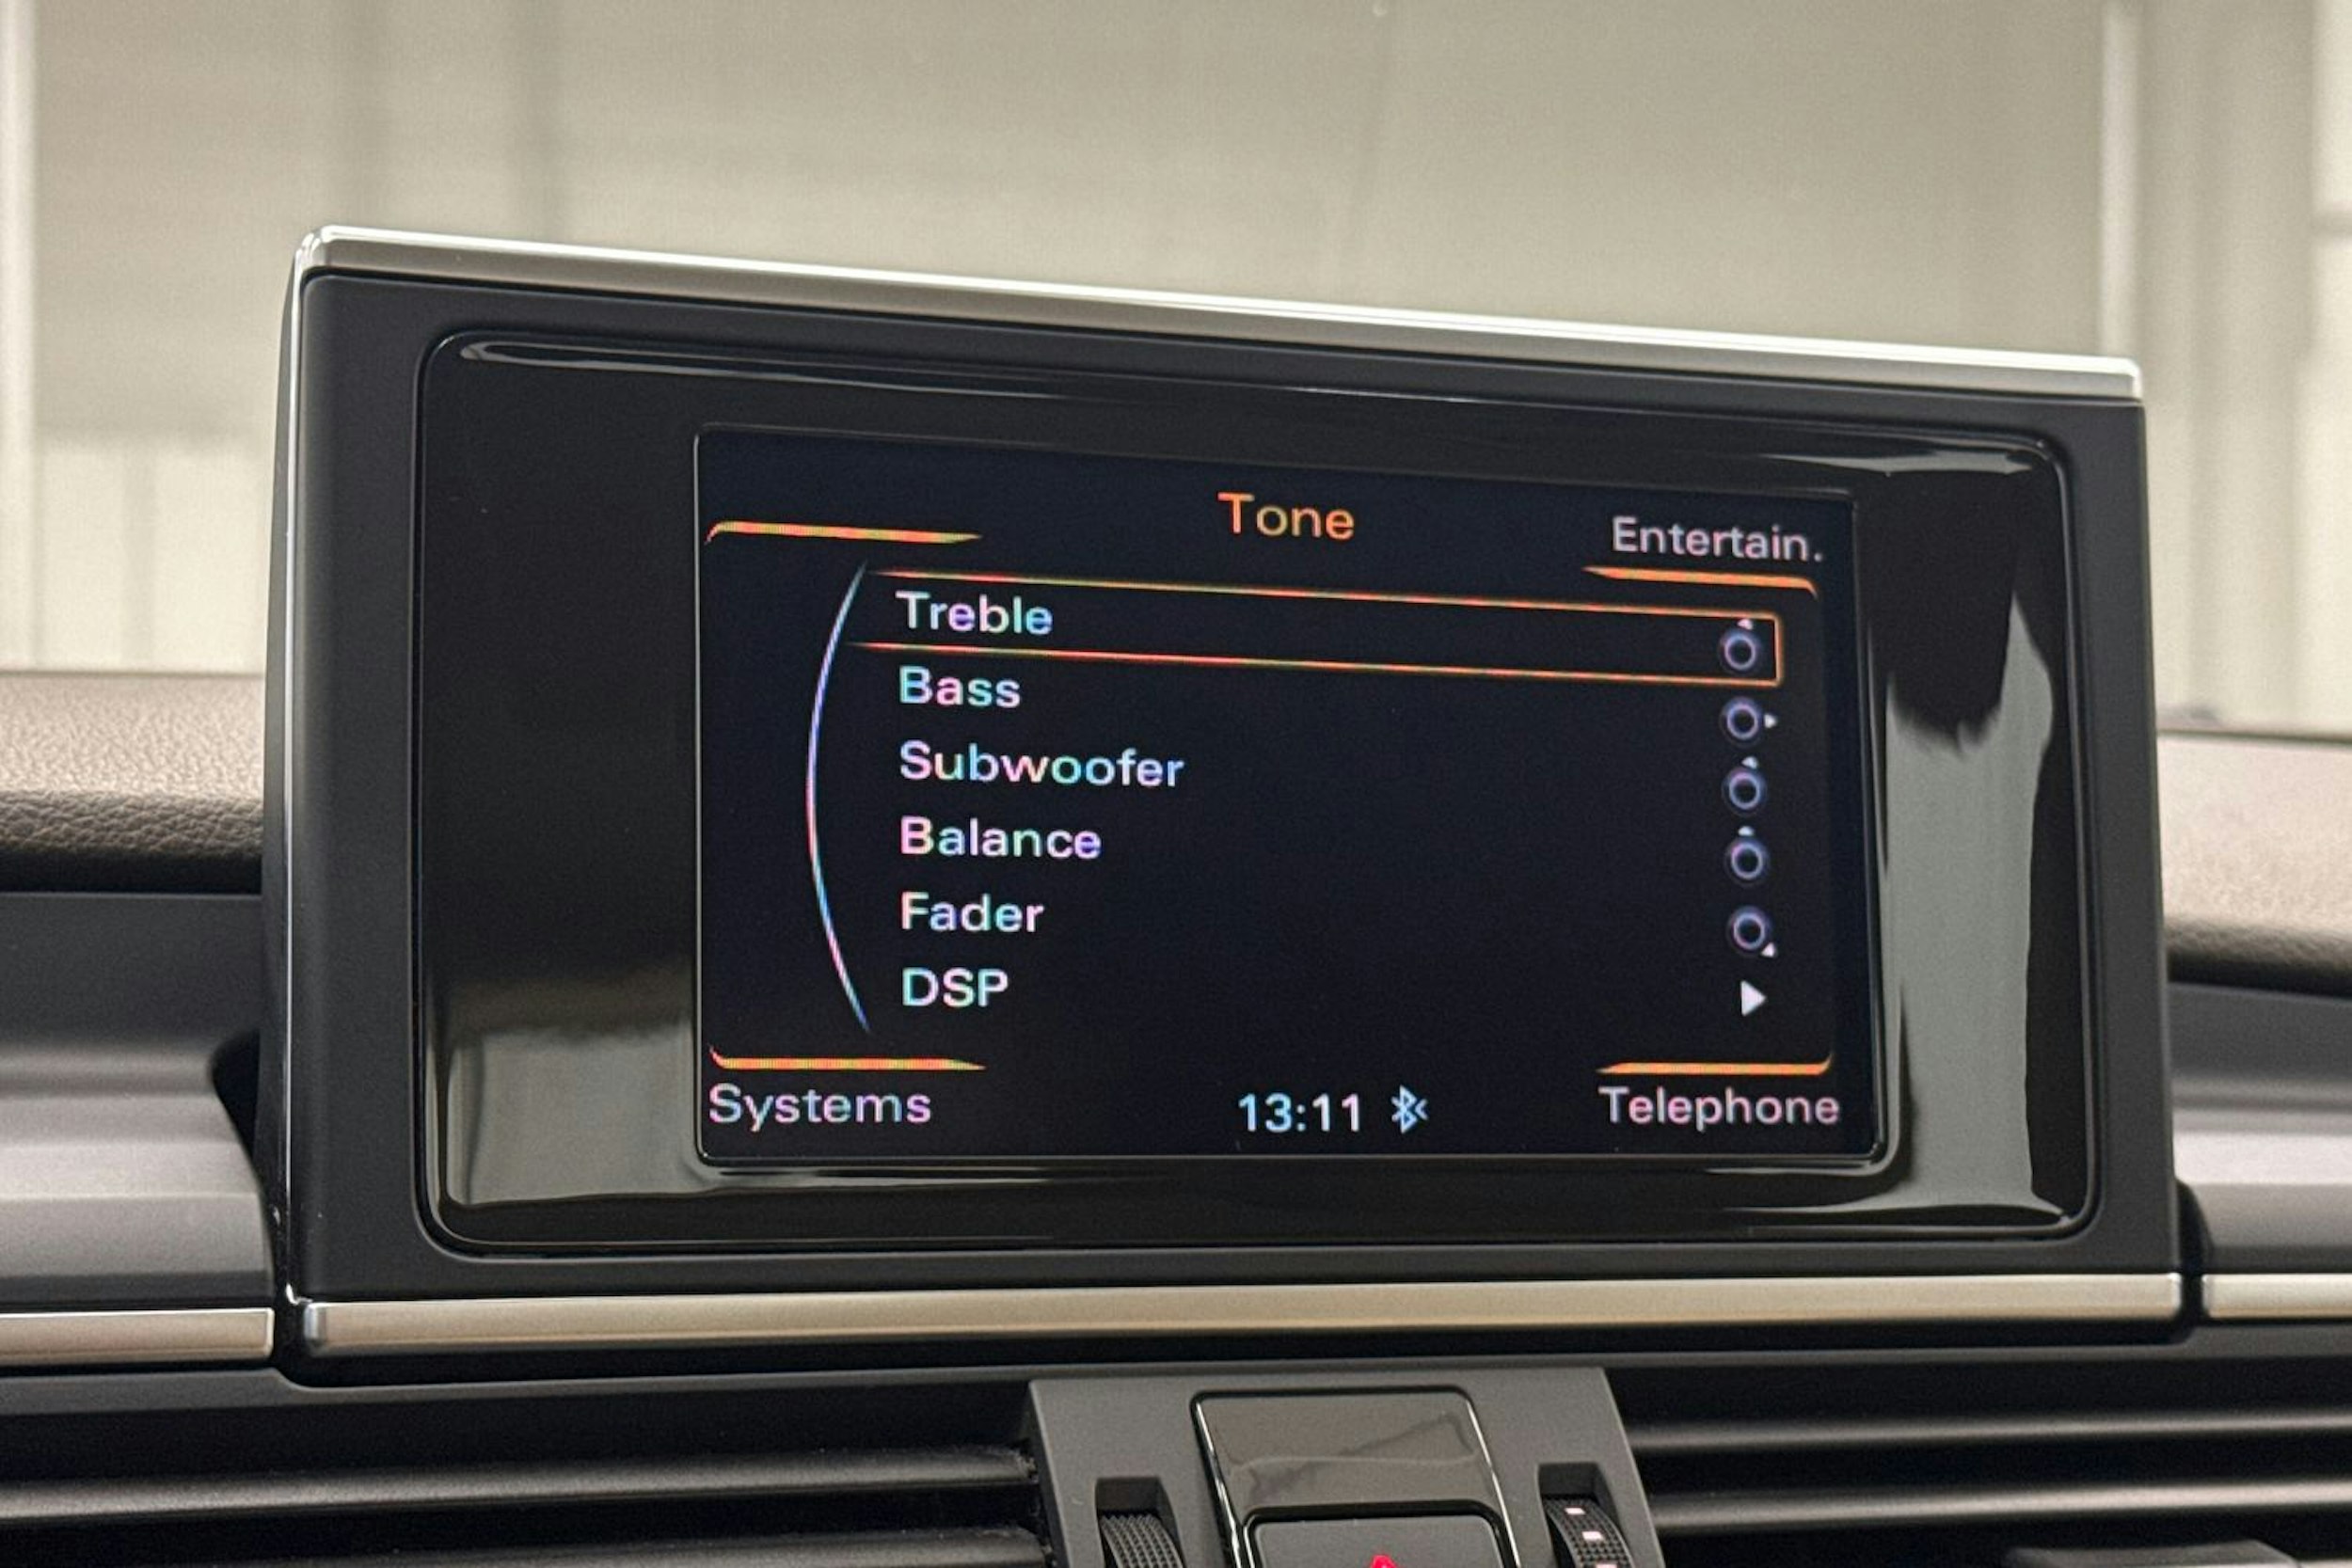 Tone
Entertain.
Treble
Bass
Subwoofer
Balance
Fader
DSP
Systems
13:11
Telephone